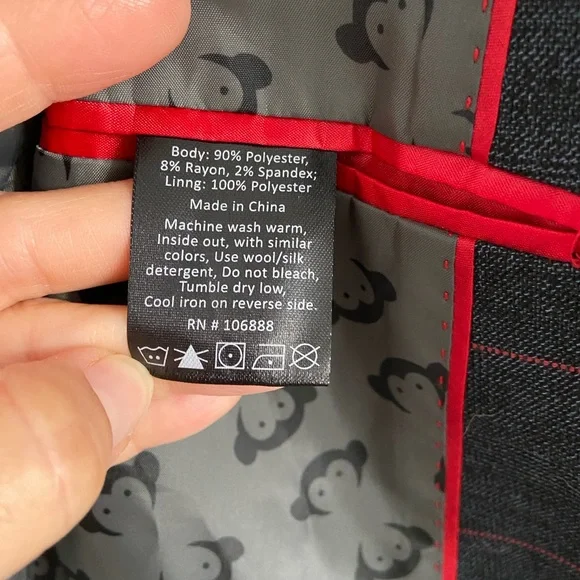 Body: 90% Polyester,
8% Rayon, 2% Spandex;
Linng: 100% Polyester
Made in China
Machine wash warm,
Inside out, with similar
colors, Use wool/silk
detergent, Do not bleach,
Tumble dry low,
Cool iron on reverse side.
RN # 106888